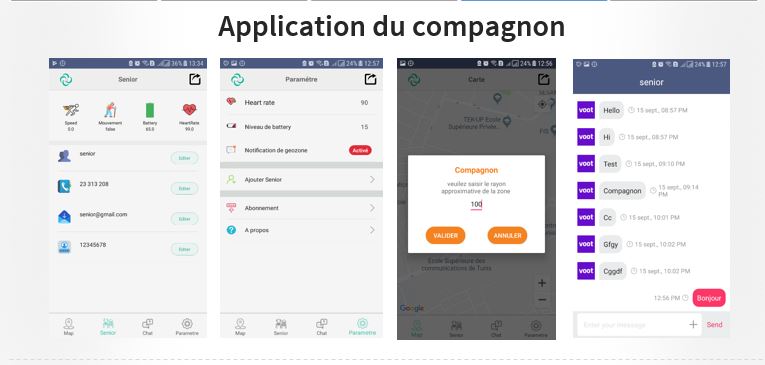 Application du compagnon
36% 13:34
Senior
Speed
0.0
Mouvement
false
Battery
65.0
HeartRate
99.0
senior
Editer
23 313 208
Editer
senior@gmail.com
Editer
12345678
Editer
Map
Senior
Chat
Parametre
24% 12:57
Paramétre
Heart rate 90
Niveau de battery 15
Notification de geozone Activé
Ajouter Senior
Abonnement
A propos
Map
Senior
Chat
Parametre
24% 12:56
Carte
TEK-UP Ecole
Supérieure Privée...
Compagnon
veuilez saisir le rayon
approximative de la zone
100
VALIDER ANNULER
Ecole Supérieure des
communications de Tunis
Google
Map
Senior
Chat
Parametre
24% 12:57
senior
voot Hello 15 sept., 08:57 PM
voot Hi 15 sept., 08:57 PM
voot Test 15 sept., 09:10 PM
voot Compagnon 15 sept., 09:14
PM
voot Cc 15 sept., 10:01 PM
voot Gfgy 15 sept., 10:02 PM
voot Cggdf 15 sept., 10:02 PM
12:56 PM Bonjour
Enter your message + Send